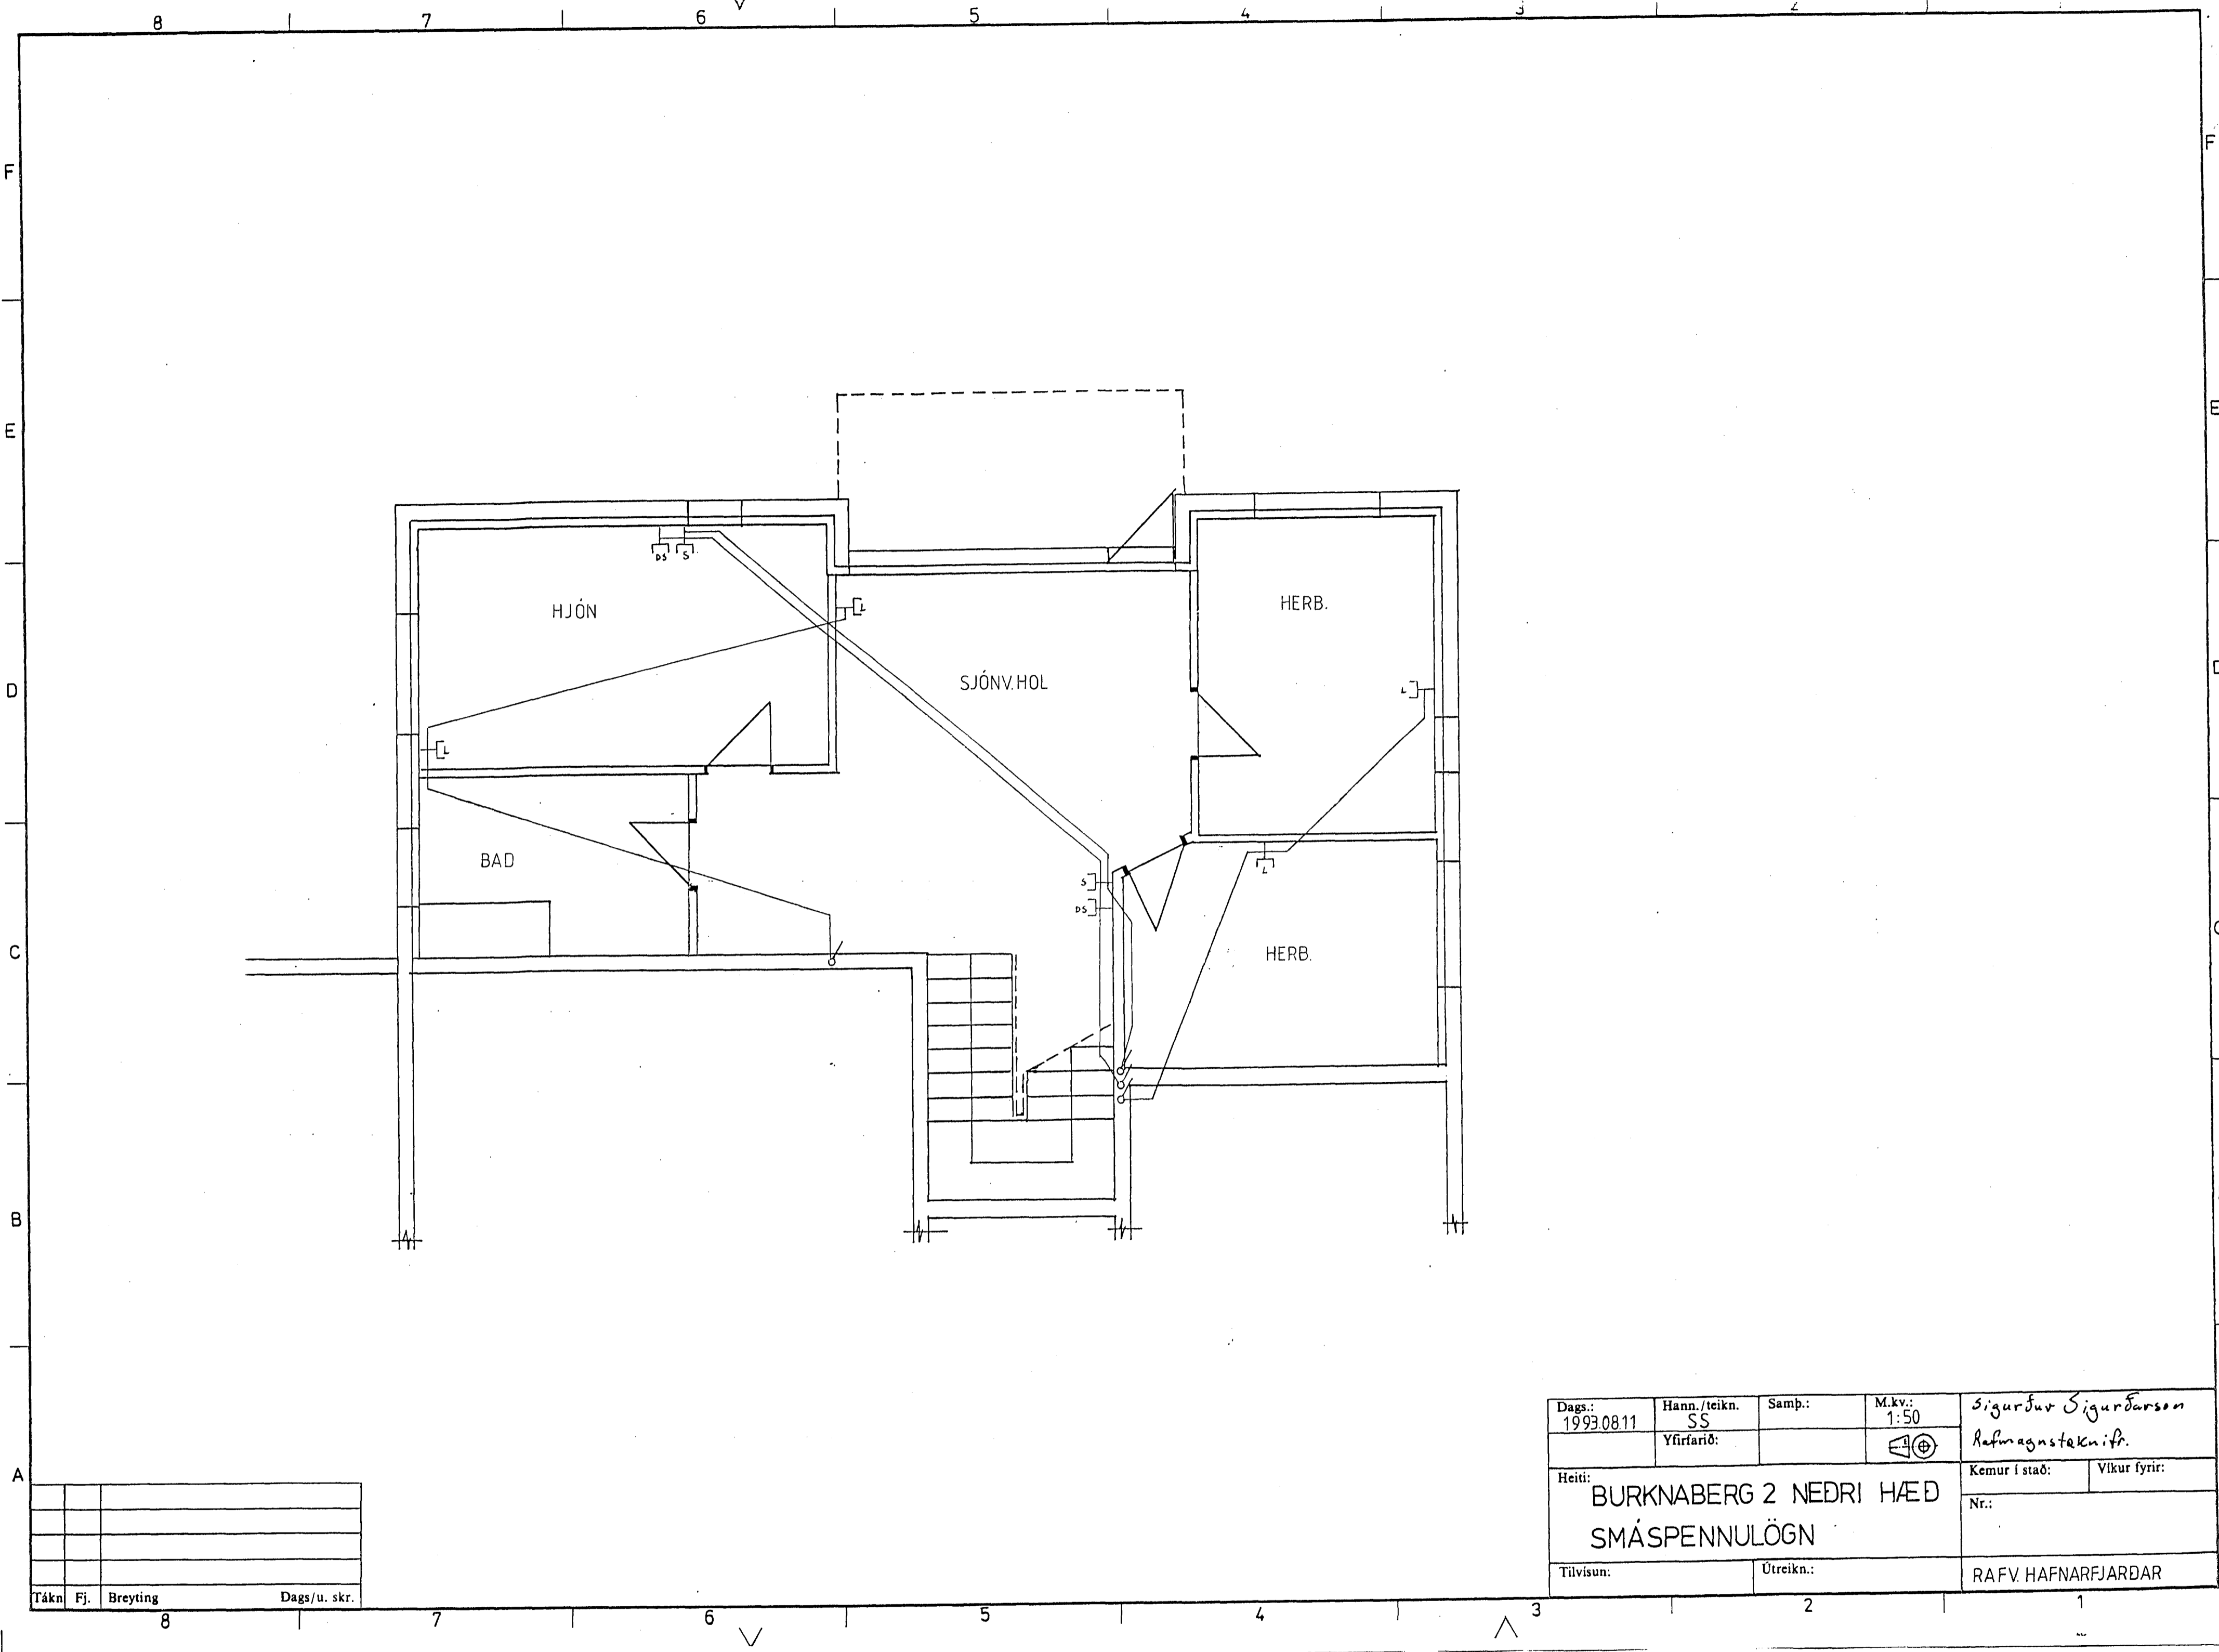 8 7 6 5 4 3 2
F F
E E
D D
C C
B
A
DS S
HJÓN
L
HERB.
SJÓNV.HOL
L
L
BAD
L
S
DS
HERB.
Dags.: 1993.08.11
Hann./teikn. SS
Samþ.:
M.kv.: 1:50
Yfirfarið:
Sigurður Sigurðarson
Rafmagnstæknifr.
Heiti:
BURKNABERG 2 NEÐRI HÆÐ
SMÁSPENNULÖGN
Kemur í stað:
Víkur fyrir:
Nr.:
Tilvísun:
Útreikn.:
RAFV. HAFNARFJARÐAR
Tákn Fj. Breyting Dags/u. skr.
8 7 6 5 4 3 2 1